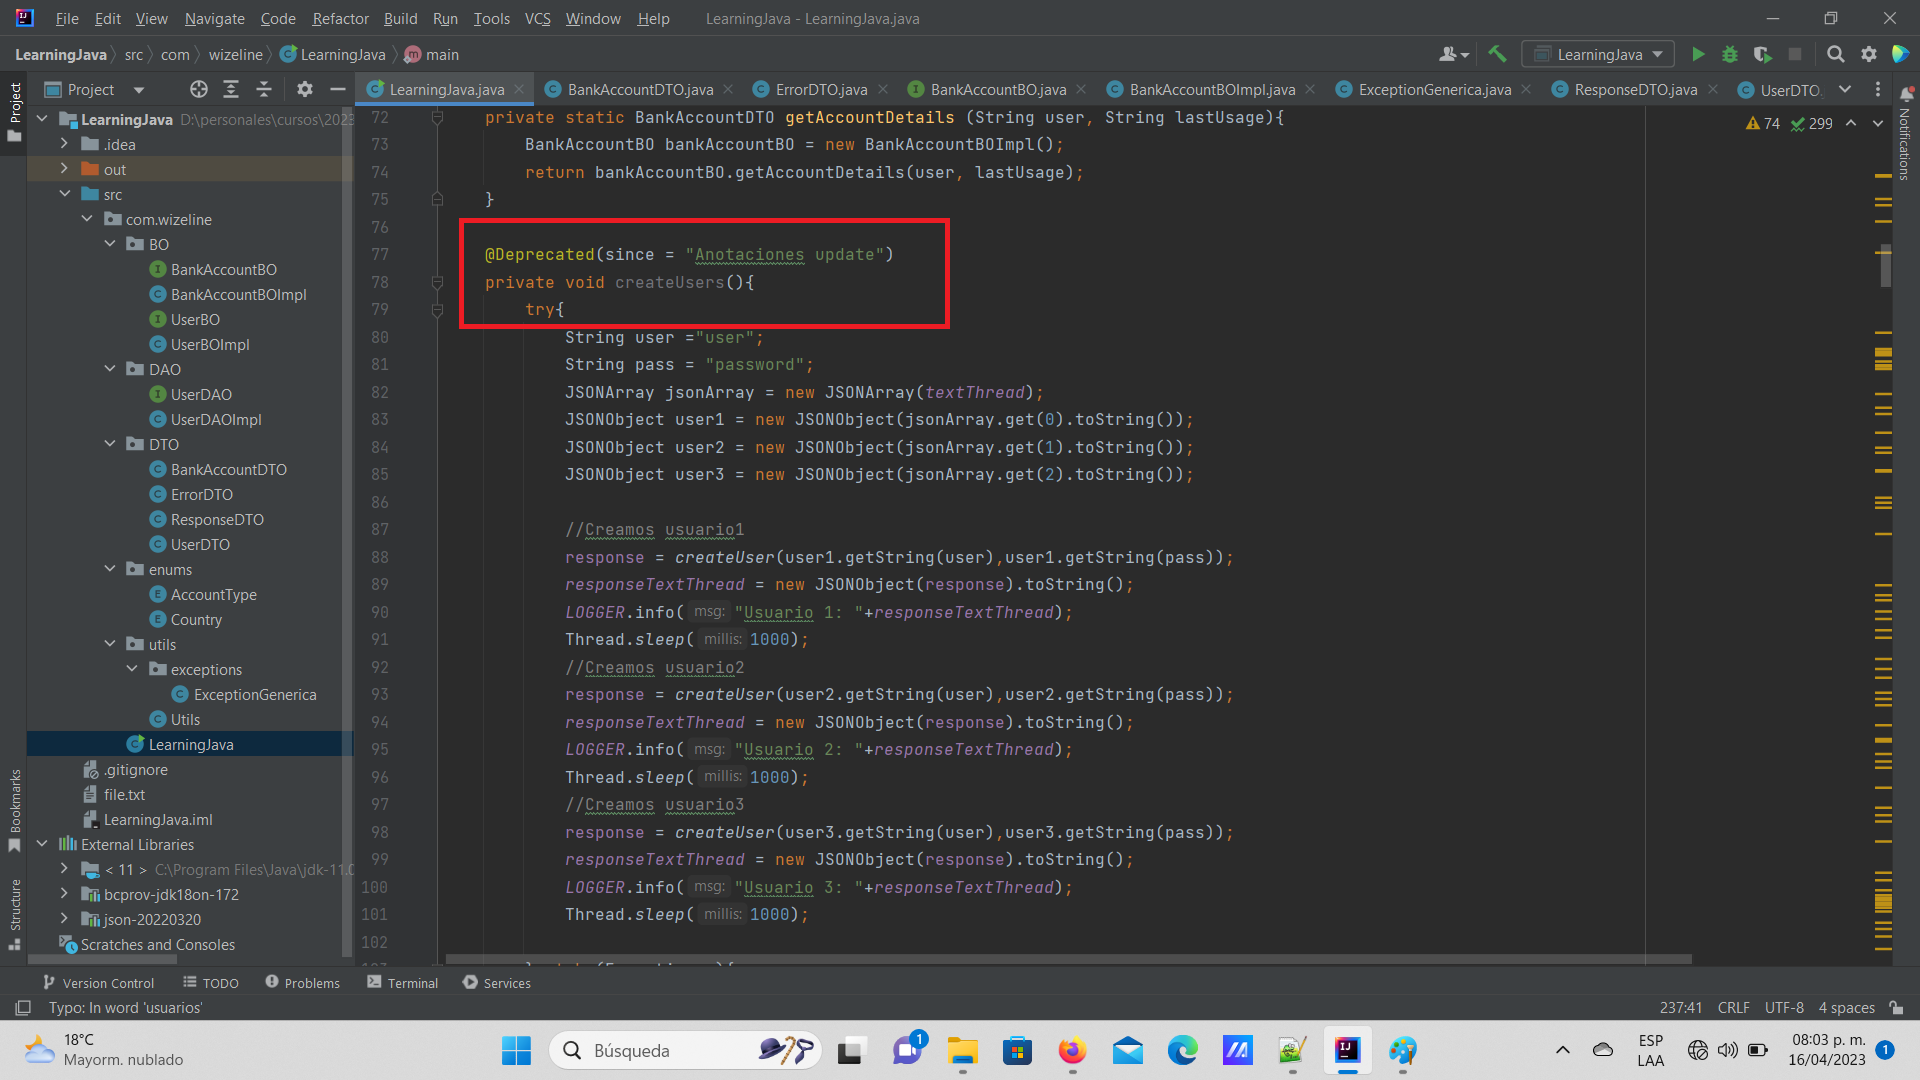 File Edit View Navigate Code Refactor Build Run Tools VCS Window Help LearningJava - LearningJava.java
LearningJava src com wizeline LearningJava main
LearningJava
Project
LearningJava.java BankAccountDTO.java ErrorDTO.java BankAccountBO.java BankAccountBOImpl.java ExceptionGenerica.java ResponseDTO.java UserDTO.
Project
Notifications
Bookmarks
Structure
LearningJava D:\personales\cursos\2023
.idea
out
src
com.wizeline
BO
BankAccountBO
BankAccountBOImpl
UserBO
UserBOImpl
DAO
UserDAO
UserDAOImpl
DTO
BankAccountDTO
ErrorDTO
ResponseDTO
UserDTO
enums
AccountType
Country
utils
exceptions
ExceptionGenerica
Utils
LearningJava
.gitignore
file.txt
LearningJava.iml
External Libraries
< 11 > C:\Program Files\Java\jdk-11.0
bcprov-jdk18on-172
json-20220320
Scratches and Consoles
74 299
72 private static BankAccountDTO getAccountDetails (String user, String lastUsage){
73 BankAccountBO bankAccountBO = new BankAccountBOImpl();
74 return bankAccountBO.getAccountDetails(user, lastUsage);
75 }
76
77 @Deprecated(since = "Anotaciones update")
78 private void createUsers(){
79 try{
80 String user ="user";
81 String pass = "password";
82 JSONArray jsonArray = new JSONArray(textThread);
83 JSONObject user1 = new JSONObject(jsonArray.get(0).toString());
84 JSONObject user2 = new JSONObject(jsonArray.get(1).toString());
85 JSONObject user3 = new JSONObject(jsonArray.get(2).toString());
86
87 //Creamos usuario1
88 response = createUser(user1.getString(user),user1.getString(pass));
89 responseTextThread = new JSONObject(response).toString();
90 LOGGER.info( msg: "Usuario 1: "+responseTextThread);
91 Thread.sleep( millis: 1000);
92 //Creamos usuario2
93 response = createUser(user2.getString(user),user2.getString(pass));
94 responseTextThread = new JSONObject(response).toString();
95 LOGGER.info( msg: "Usuario 2: "+responseTextThread);
96 Thread.sleep( millis: 1000);
97 //Creamos usuario3
98 response = createUser(user3.getString(user),user3.getString(pass));
99 responseTextThread = new JSONObject(response).toString();
100 LOGGER.info( msg: "Usuario 3: "+responseTextThread);
101 Thread.sleep( millis: 1000);
102
Version Control TODO Problems Terminal Services
Typo: In word 'usuarios' 237:41 CRLF UTF-8 4 spaces
18°C
Mayorm. nublado
Búsqueda
1
ESP
LAA
08:03 p. m.
16/04/2023
1